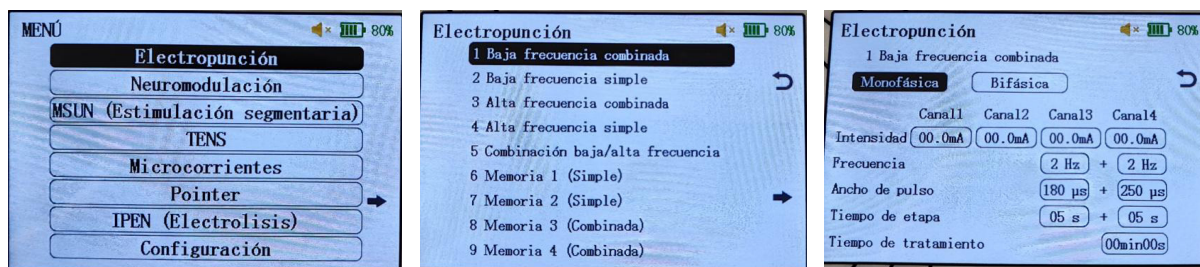 MENÚ 80%
Electropunción
Neuromodulación
MSUN (Estimulación segmentaria)
TENS
Microcorrientes
Pointer
IPEN (Electrolisis)
Configuración
Electropunción 80%
1 Baja frecuencia combinada
2 Baja frecuencia simple
3 Alta frecuencia combinada
4 Alta frecuencia simple
5 Combinación baja/alta frecuencia
6 Memoria 1 (Simple)
7 Memoria 2 (Simple)
8 Memoria 3 (Combinada)
9 Memoria 4 (Combinada)
Electropunción 80%
1 Baja frecuencia combinada
Monofásica Bifásica
Canal1 Canal2 Canal3 Canal4
Intensidad 00.0mA 00.0mA 00.0mA 00.0mA
Frecuencia 2 Hz + 2 Hz
Ancho de pulso 180 µs + 250 µs
Tiempo de etapa 05 s + 05 s
Tiempo de tratamiento 00min00s